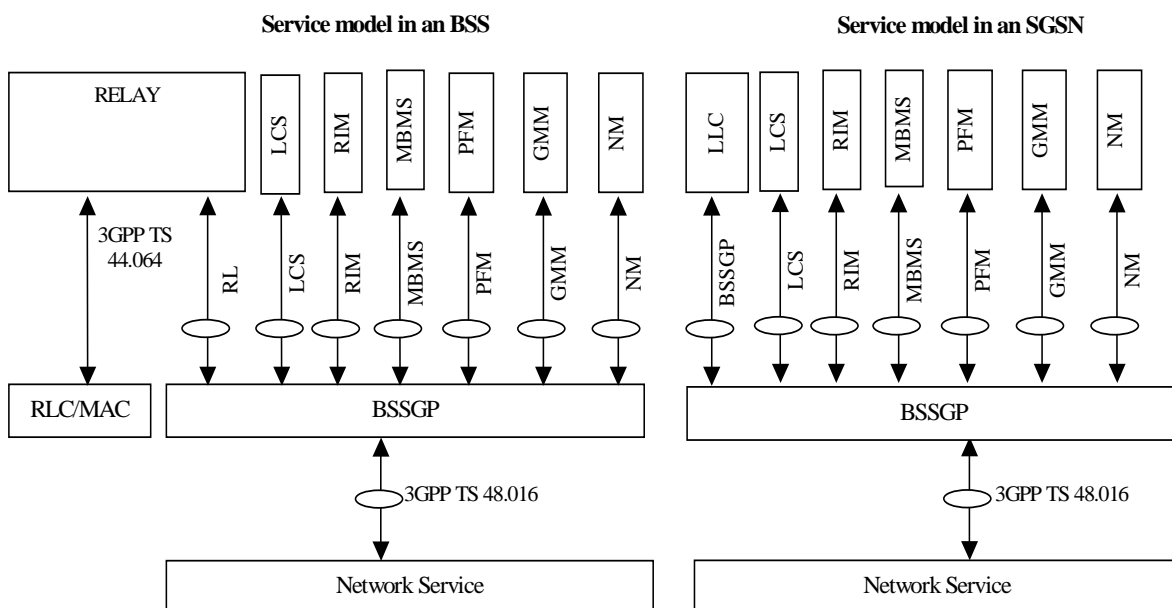 Service model in an BSS
Service model in an SGSN
RELAY
LCS
RIM
MBMS
PFM
GMM
NM
LLC
LCS
RIM
MBMS
PFM
GMM
NM
3GPP TS
44.064
RL
LCS
RIM
MBMS
PFM
GMM
NM
BSSGP
LCS
RIM
MBMS
PFM
GMM
NM
RLC/MAC
BSSGP
BSSGP
3GPP TS 48.016
3GPP TS 48.016
Network Service
Network Service